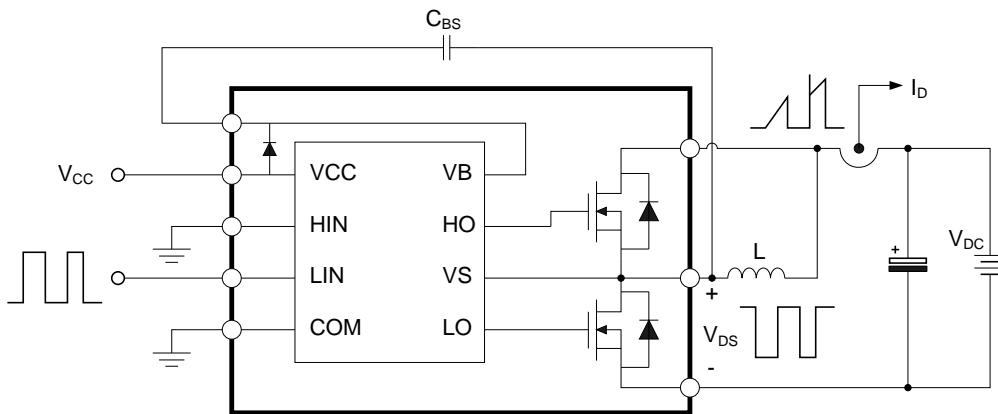 C_BS
I_D
V_CC
VCC VB
HIN HO
V_DC
LIN VS
L
+
COM LO
V_DS
-
+